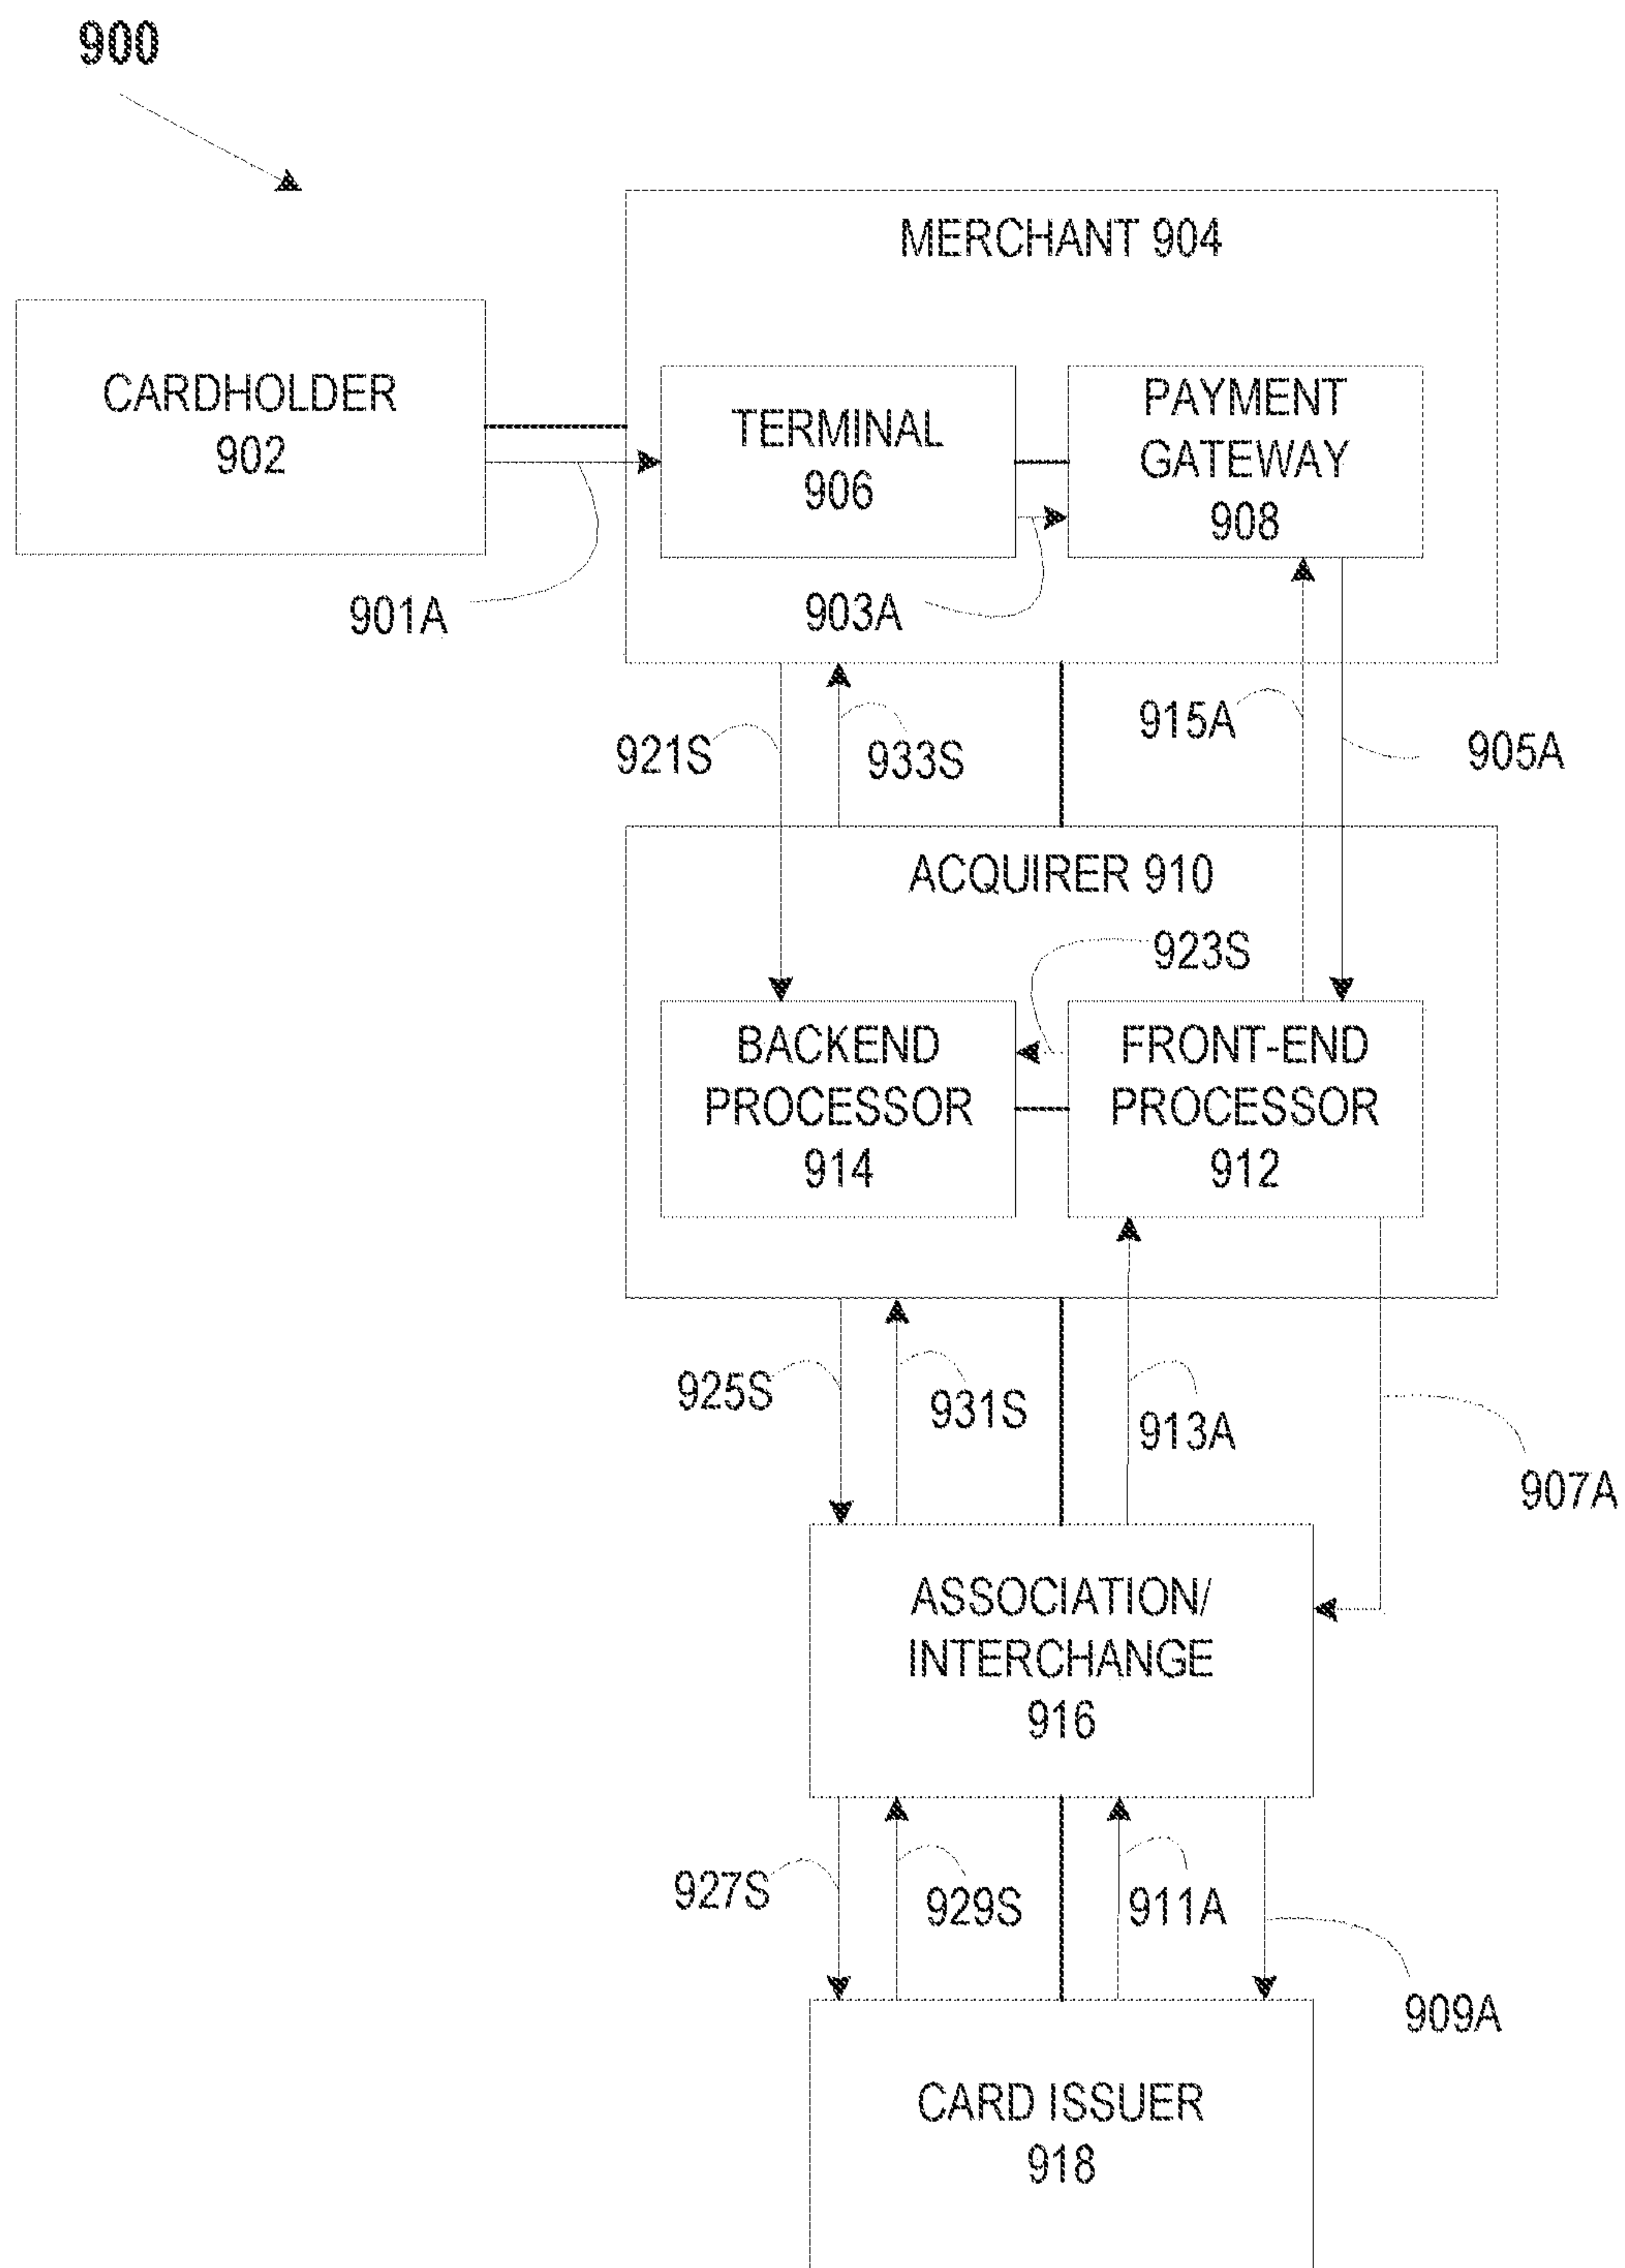 900
MERCHANT 904
CARDHOLDER
902
TERMINAL
906
PAYMENT
GATEWAY
908
901A
903A
921S
933S
915A
905A
ACQUIRER 910
923S
BACKEND
PROCESSOR
914
FRONT-END
PROCESSOR
912
925S
931S
913A
907A
ASSOCIATION/
INTERCHANGE
916
927S
929S
911A
909A
CARD ISSUER
918